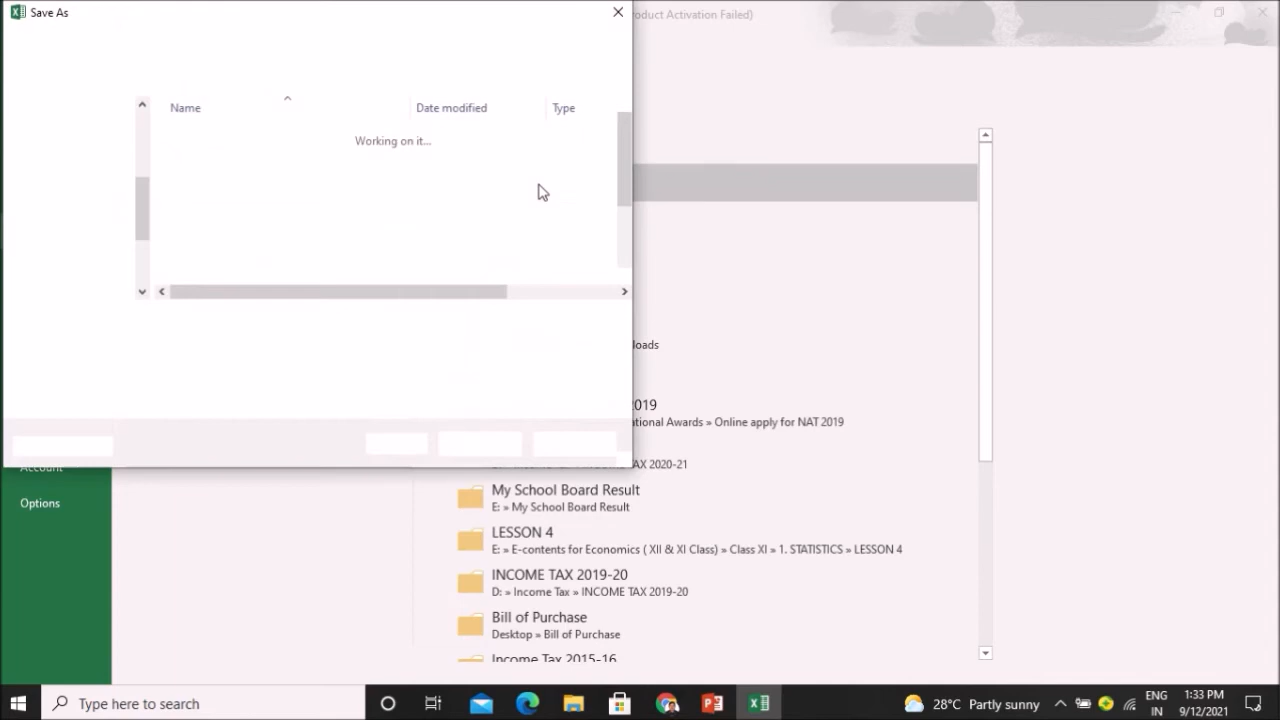 Save As
roduct Activation Failed)
Name
Date modified
Type
Working on it...
loads
2019
ational Awards » Online apply for NAT 2019
TAX 2020-21
Account
My School Board Result
E: » My School Board Result
Options
LESSON 4
E: » E-contents for Economics ( XII & XI Class) » Class XI » 1. STATISTICS » LESSON 4
INCOME TAX 2019-20
D: » Income Tax » INCOME TAX 2019-20
Bill of Purchase
Desktop » Bill of Purchase
Income Tax 2015-16
Type here to search
28°C Partly sunny
ENG
IN
1:33 PM
9/12/2021